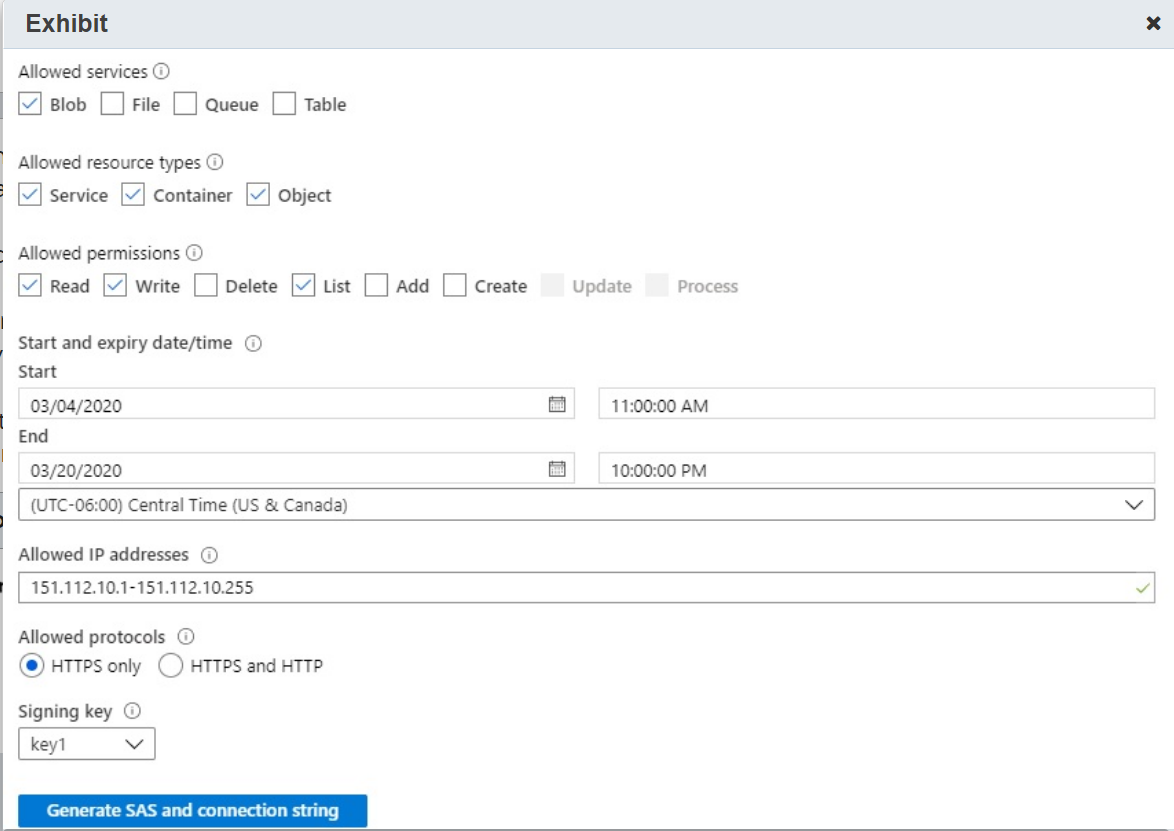 Exhibit
Allowed services
Blob File Queue Table
Allowed resource types
Service Container Object
Allowed permissions
Read Write Delete List Add Create Update Process
Start and expiry date/time
Start
03/04/2020 11:00:00 AM
End
03/20/2020 10:00:00 PM
(UTC-06:00) Central Time (US & Canada)
Allowed IP addresses
151.112.10.1-151.112.10.255
Allowed protocols
HTTPS only HTTPS and HTTP
Signing key
key1
Generate SAS and connection string